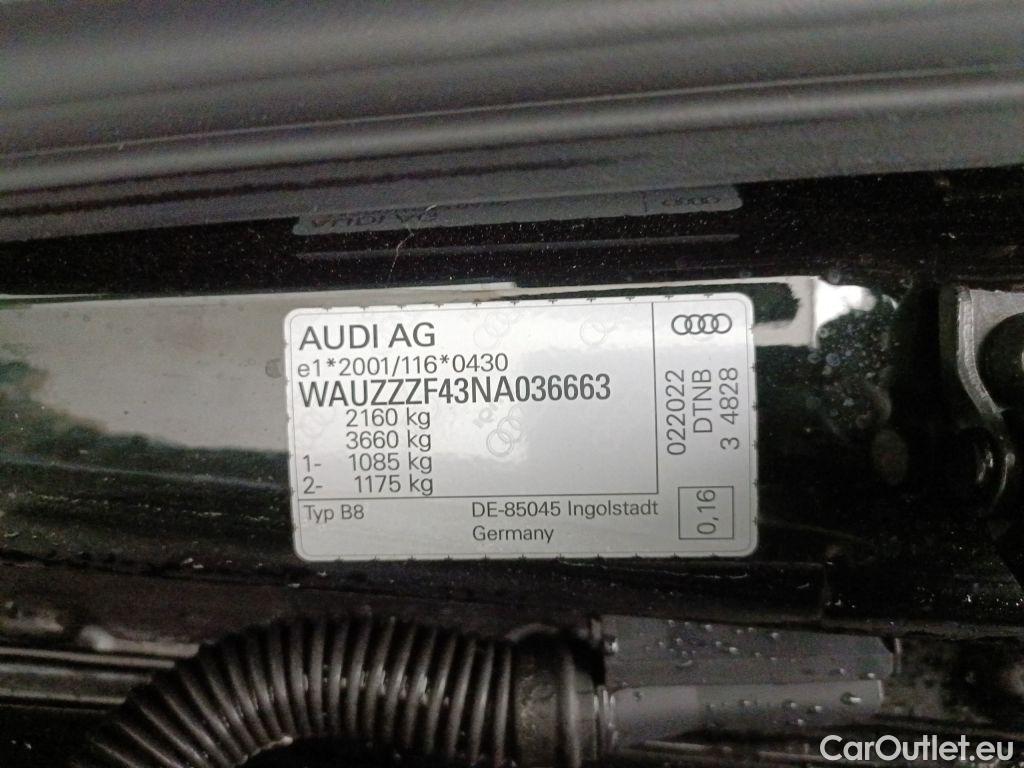 AUDI AG
e1*2001/116*0430
WAUZZZF43NA036663
2160 kg
3660 kg
1- 1085 kg
2- 1175 kg
Typ B8
DE-85045 Ingolstadt
Germany
022022
DTNB
3 4828
0,16
CarOutlet.eu